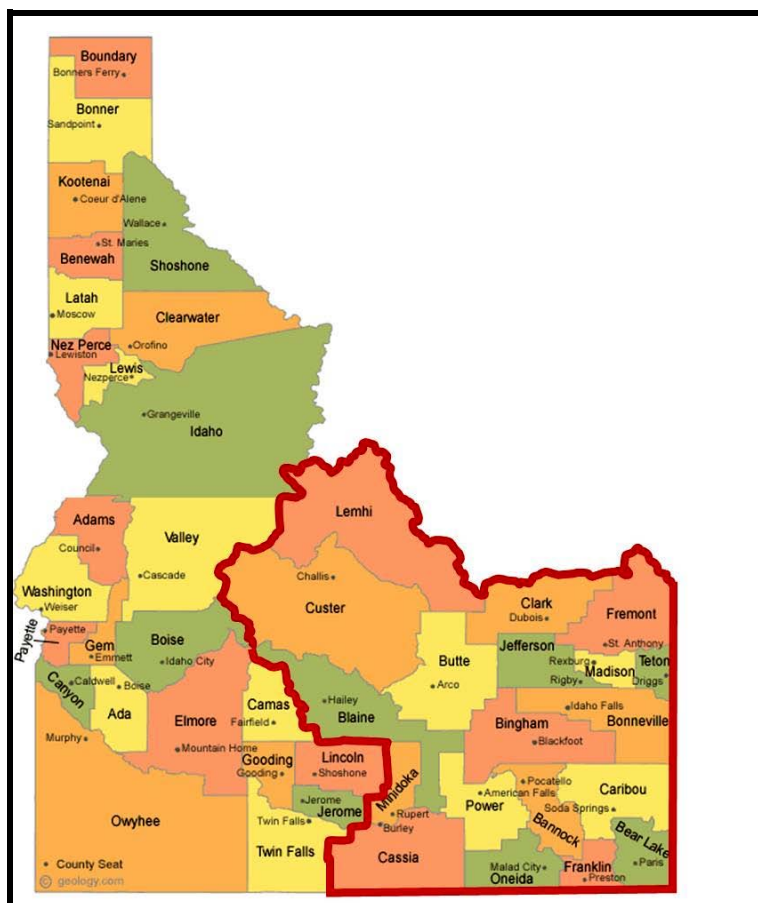 Boundary
Bonners Ferry
Bonner
Sandpoint
Kootenai
Coeur d'Alene
Wallace
St. Maries
Benewah
Shoshone
Latah
Moscow
Clearwater
Nez Perce
Orofino
Lewiston
Lewis
Nezperce
Grangeville
Idaho
Lemhi
Adams
Valley
Council
Cascade
Challis
Washington
Weiser
Custer
Clark
Dubois
Fremont
Payette
Payette
Gem
Emmett
Boise
Idaho City
St. Anthony
Jefferson
Rexburg
Madison
Teton
Rigby
Driggs
Butte
Arco
Canyon
Caldwell
Boise
Ada
Hailey
Blaine
Camas
Fairfield
Elmore
Mountain Home
Murphy
Idaho Falls
Bonneville
Bingham
Blackfoot
Gooding
Gooding
Lincoln
Shoshone
Minidoka
Jerome
Jerome
Rupert
Burley
Pocatello
American Falls
Power
Caribou
Soda Springs
Bannock
Owyhee
Twin Falls
Twin Falls
Cassia
Bear Lake
Paris
Malad City
Oneida
Franklin
Preston
County Seat
© geology.com